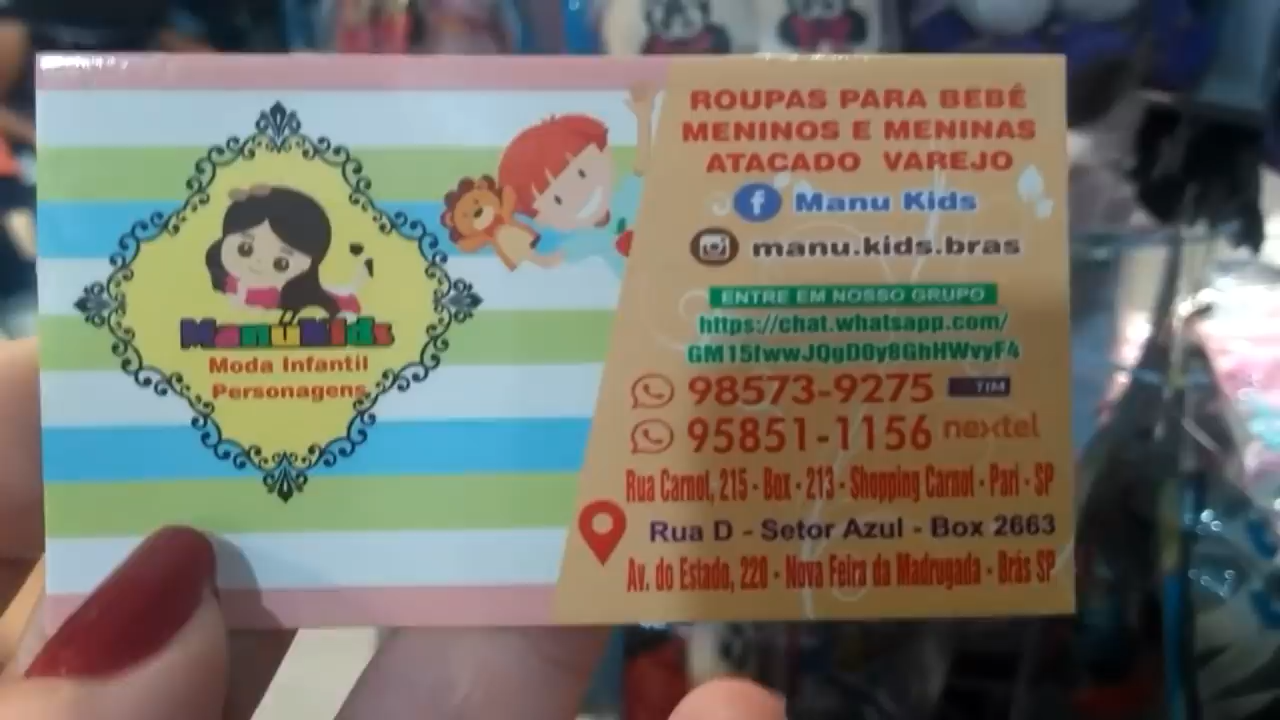 ManuKids
Moda Infantil
Personagens
ROUPAS PARA BEBÊ
MENINOS E MENINAS
ATACADO VAREJO
f Manu Kids
manu.kids.bras
ENTRE EM NOSSO GRUPO
https://chat.whatsapp.com/
GM15IwwJQgD0y8GhHWvyF4
98573-9275 TIM
95851-1156 nextel
Rua Carnot, 215 - Box - 213 - Shopping Carnot - Pari - SP
Rua D - Setor Azul - Box 2663
Av. do Estado, 220 - Nova Feira da Madrugada - Brás SP